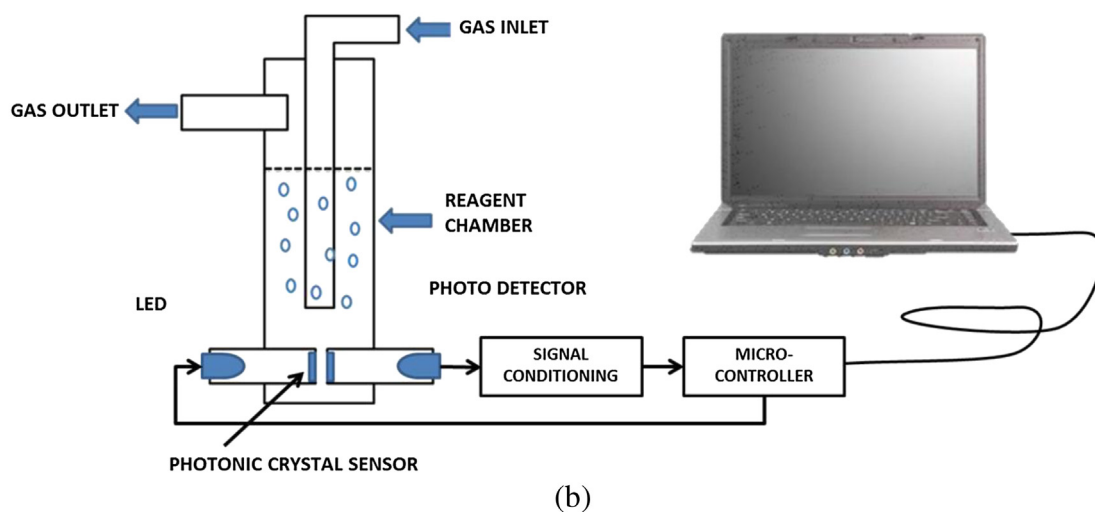 GAS INLET
GAS OUTLET
REAGENT
CHAMBER
LED
PHOTO DETECTOR
SIGNAL
CONDITIONING
MICRO-
CONTROLLER
PHOTONIC CRYSTAL SENSOR
(b)